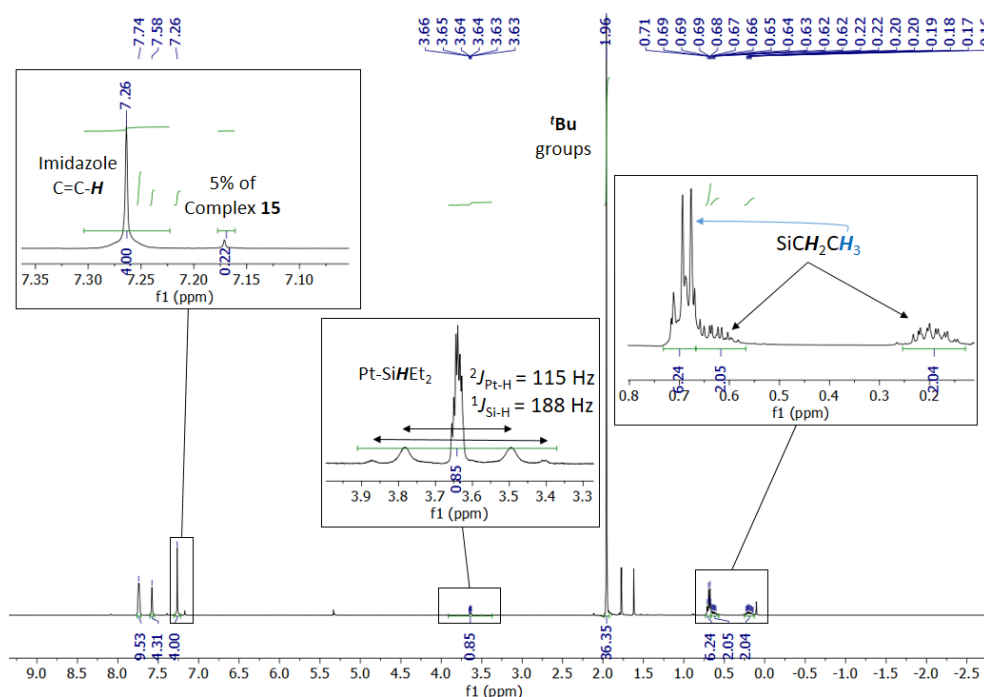 7.74
7.58
7.26
3.66
3.65
3.64
3.64
3.63
3.63
1.96
0.71
0.69
0.69
0.69
0.68
0.67
0.66
0.65
0.64
0.63
0.62
0.62
0.22
0.22
0.20
0.20
0.19
0.18
0.17
7.26
Imidazole
C=C-H
5% of
Complex 15
4.00
0.22
7.35 7.30 7.25 7.20 7.15 7.10
f1 (ppm)
Pt-SiHEt2
2JPt-H = 115 Hz
1JSi-H = 188 Hz
0.85
3.9 3.8 3.7 3.6 3.5 3.4 3.3
f1 (ppm)
tBu
groups
SiCH2CH3
6.24
2.05
2.04
0.8 0.7 0.6 0.5 0.4 0.3 0.2
f1 (ppm)
9.53
4.31
4.00
0.85
36.35
6.24
2.05
2.04
9.0 8.5 8.0 7.5 7.0 6.5 6.0 5.5 5.0 4.5 4.0 3.5 3.0 2.5 2.0 1.5 1.0 0.5 0.0 -0.5 -1.0 -1.5 -2.0 -2.5
f1 (ppm)